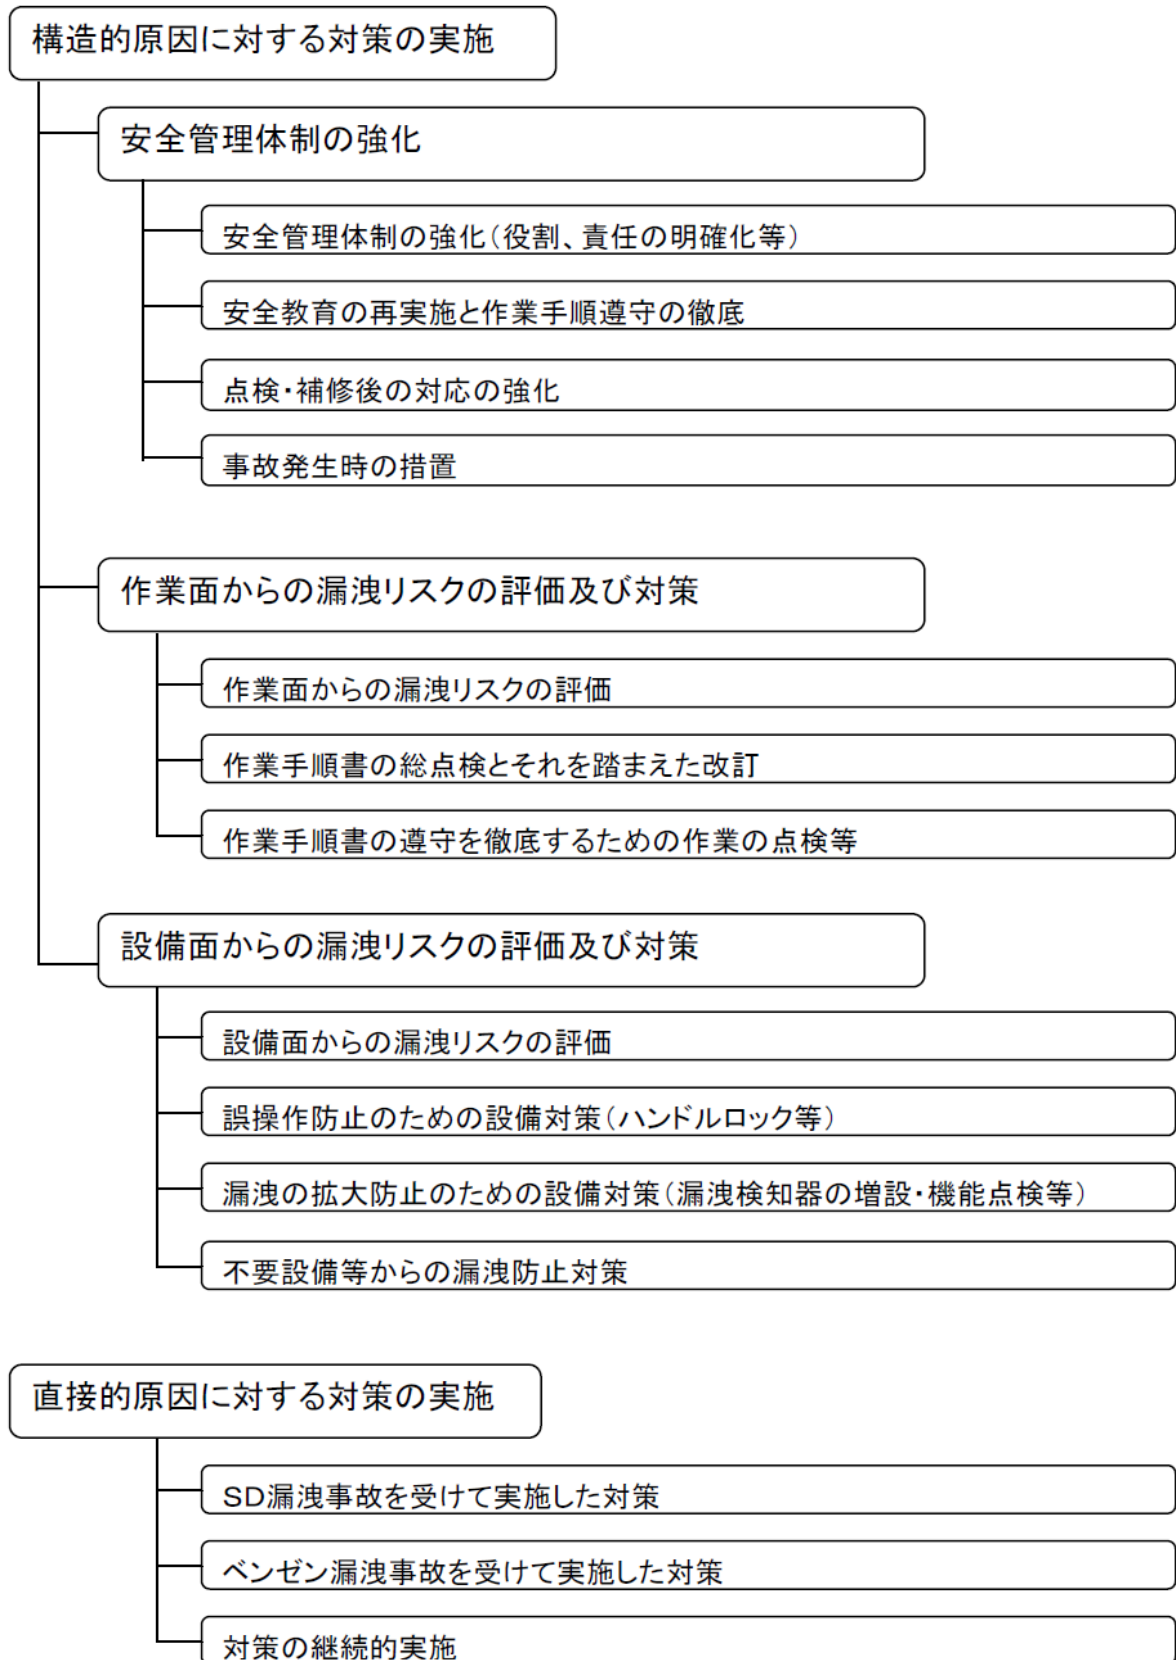 構造的原因に対する対策の実施
安全管理体制の強化
安全管理体制の強化（役割、責任の明確化等）
安全教育の再実施と作業手順遵守の徹底
点検・補修後の対応の強化
事故発生時の措置
作業面からの漏洩リスクの評価及び対策
作業面からの漏洩リスクの評価
作業手順書の総点検とそれを踏まえた改訂
作業手順書の遵守を徹底するための作業の点検等
設備面からの漏洩リスクの評価及び対策
設備面からの漏洩リスクの評価
誤操作防止のための設備対策（ハンドルロック等）
漏洩の拡大防止のための設備対策（漏洩検知器の増設・機能点検等）
不要設備等からの漏洩防止対策
直接的原因に対する対策の実施
ＳＤ漏洩事故を受けて実施した対策
ベンゼン漏洩事故を受けて実施した対策
対策の継続的実施